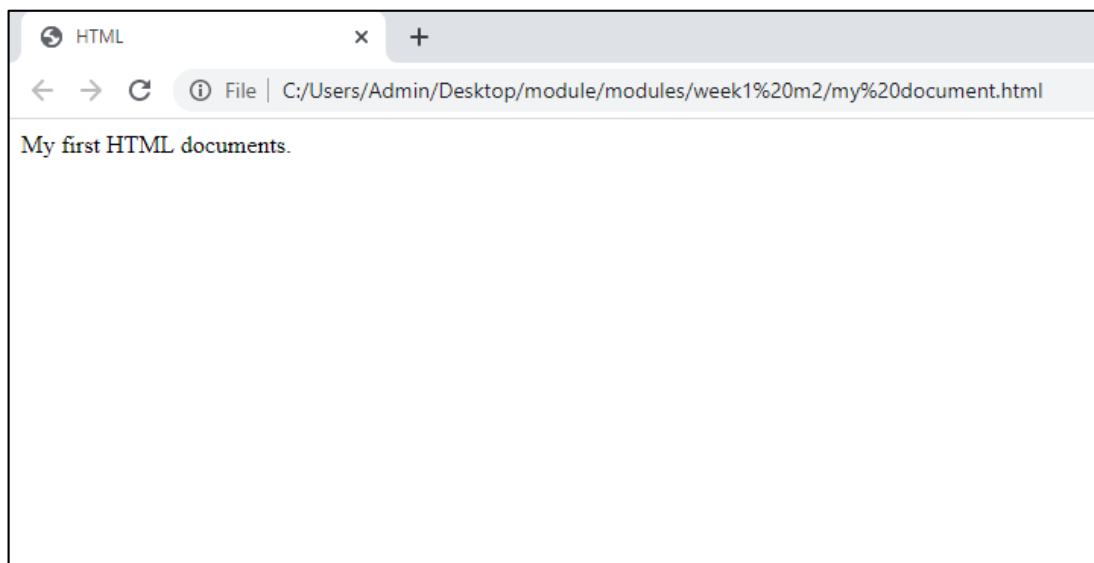 HTML
File C:/Users/Admin/Desktop/module/modules/week1%20m2/my%20document.html
My first HTML documents.